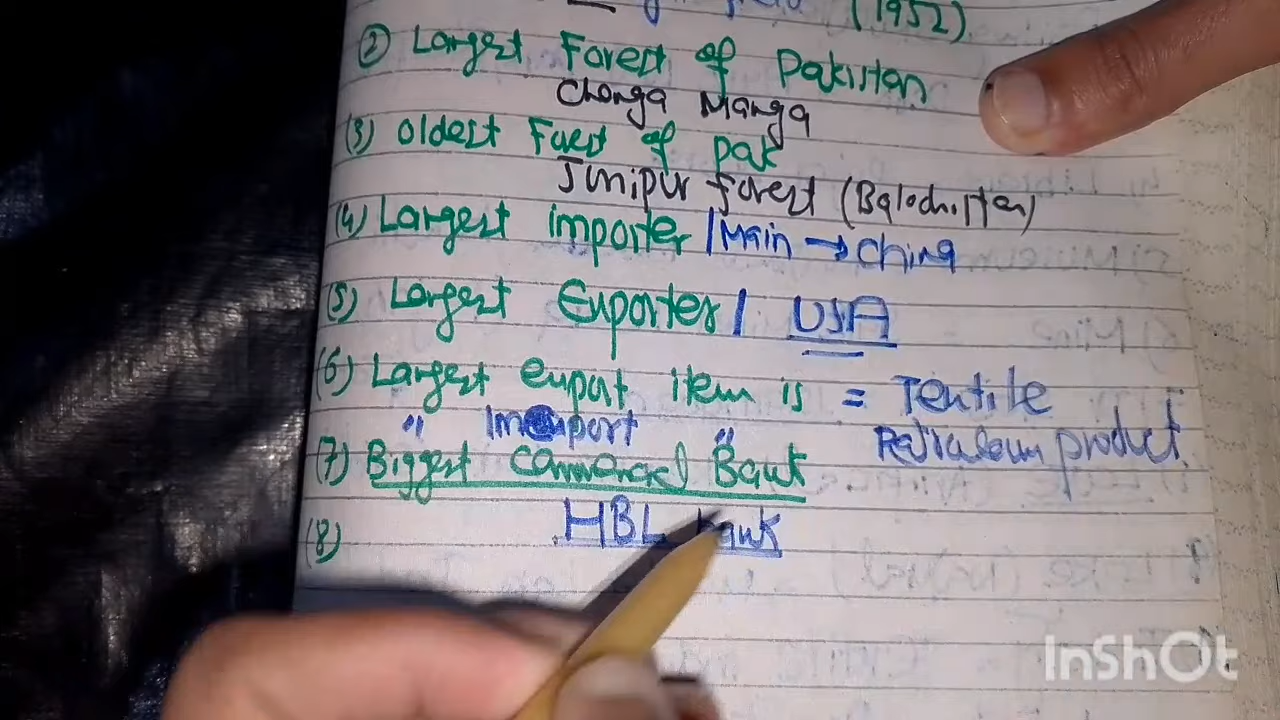 (1952)
② Largest Forest of Pakistan
Changa Manga
(3) Oldest Forest of pak
Junipur forest (Balochistan)
(4) Largest importer / Main → China
(5) Largest Exporter / USA
(6) Largest export item is = Textile
" Import " Petraleum product.
(7) Biggest commercial Bank
HBL bank
(8)
InShOt